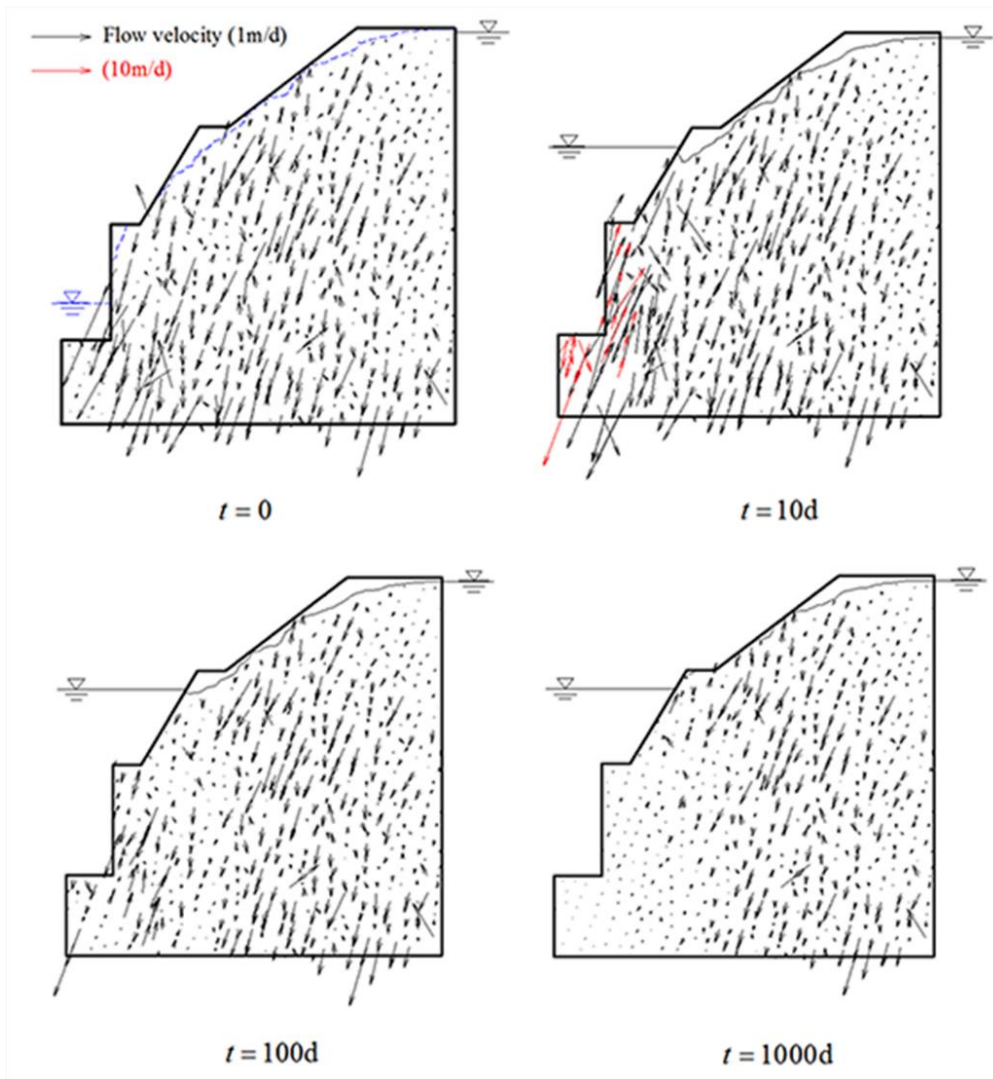 Flow velocity (1m/d)
(10m/d)
t = 0
t = 10d
t = 100d
t = 1000d